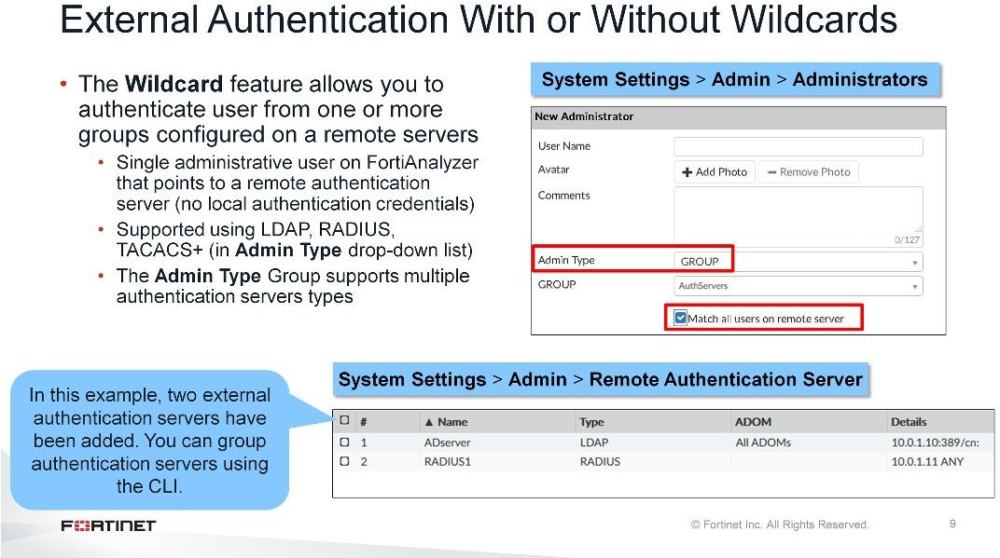 External Authentication With or Without Wildcards
• The Wildcard feature allows you to
authenticate user from one or more
groups configured on a remote servers
• Single administrative user on FortiAnalyzer
that points to a remote authentication
server (no local authentication credentials)
• Supported using LDAP, RADIUS,
TACACS+ (in Admin Type drop-down list)
• The Admin Type Group supports multiple
authentication servers types
System Settings > Admin > Administrators
New Administrator
User Name
Avatar
+ Add Photo
− Remove Photo
Comments
0/127
Admin Type
GROUP
GROUP
AuthServers
Match all users on remote server
In this example, two external
authentication servers have
been added. You can group
authentication servers using
the CLI.
System Settings > Admin > Remote Authentication Server
# ▲ Name Type ADOM Details
1 ADserver LDAP All ADOMs 10.0.1.10:389/cn:
2 RADIUS1 RADIUS 10.0.1.11 ANY
FORTINET
© Fortinet Inc. All Rights Reserved.
9